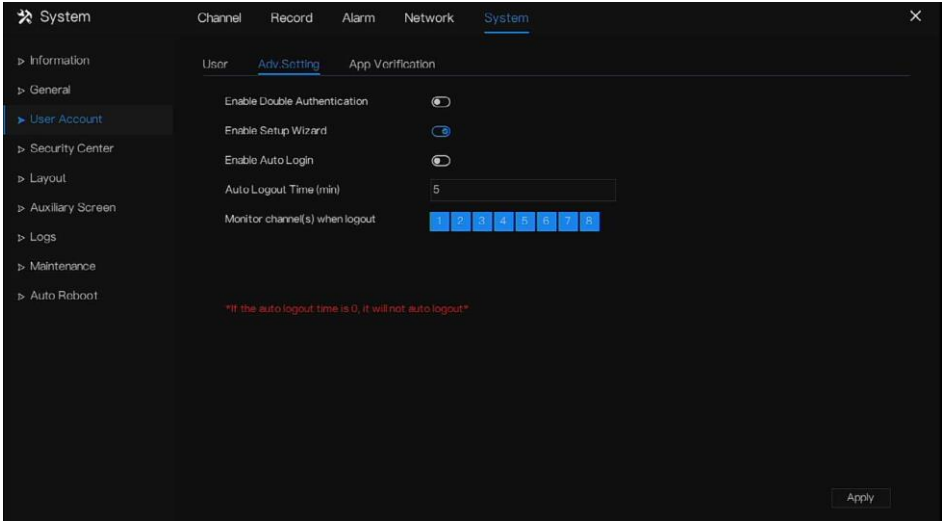 System
Channel Record Alarm Network System
Information
General
User Account
Security Center
Layout
Auxiliary Screen
Logs
Maintenance
Auto Reboot
User Adv.Setting App Verification
Enable Double Authentication
Enable Setup Wizard
Enable Auto Login
Auto Logout Time (min) 5
Monitor channel(s) when logout 1 2 3 4 5 6 7 8
*If the auto logout time is 0, it will not auto logout*
Apply